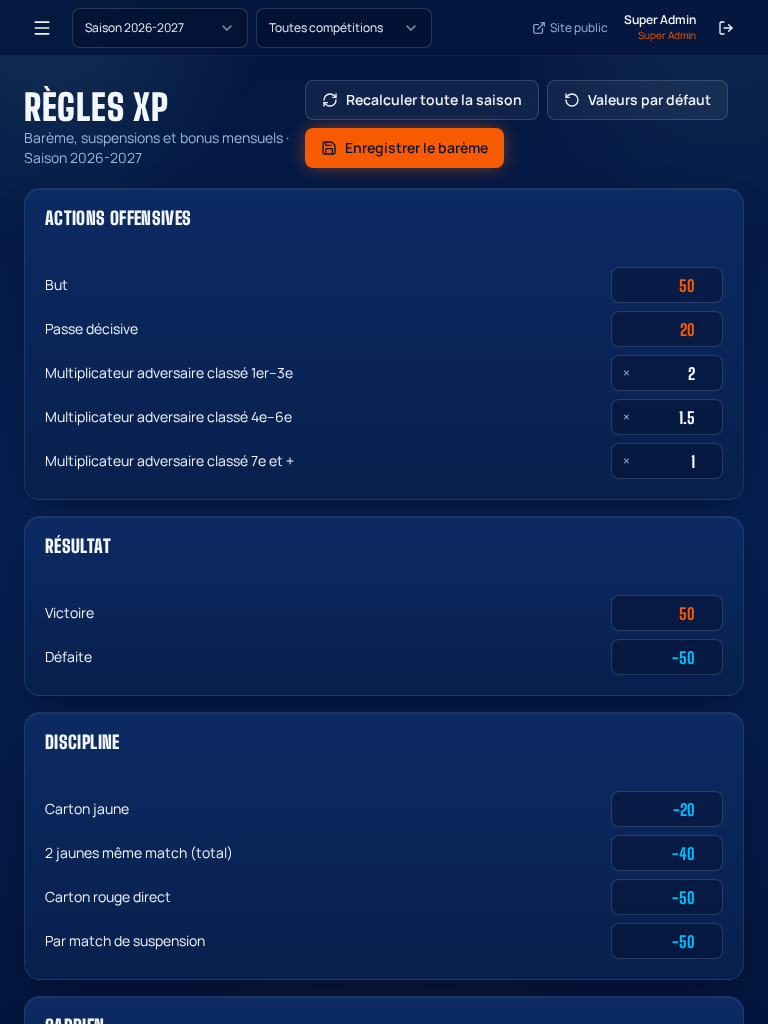 Saison 2026-2027
Toutes compétitions
Site public
Super Admin
Super Admin
RÈGLES XP
Barème, suspensions et bonus mensuels ·
Saison 2026-2027
Recalculer toute la saison
Valeurs par défaut
Enregistrer le barème
ACTIONS OFFENSIVES
But
50
Passe décisive
20
Multiplicateur adversaire classé 1er–3e
× 2
Multiplicateur adversaire classé 4e–6e
× 1.5
Multiplicateur adversaire classé 7e et +
× 1
RÉSULTAT
Victoire
50
Défaite
-50
DISCIPLINE
Carton jaune
-20
2 jaunes même match (total)
-40
Carton rouge direct
-50
Par match de suspension
-50